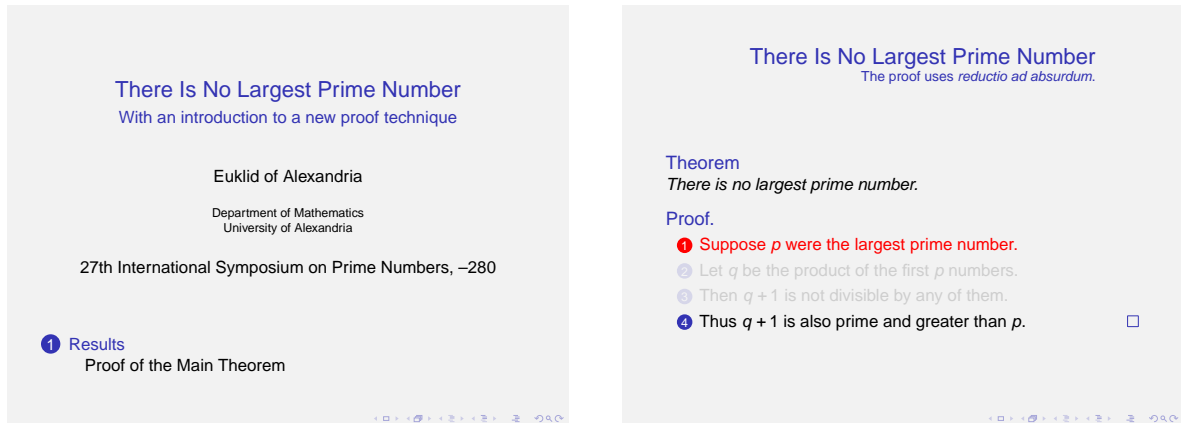 There Is No Largest Prime Number
With an introduction to a new proof technique
Euklid of Alexandria
Department of Mathematics
University of Alexandria
27th International Symposium on Prime Numbers, –280
1 Results
Proof of the Main Theorem
There Is No Largest Prime Number
The proof uses reductio ad absurdum.
Theorem
There is no largest prime number.
Proof.
1 Suppose p were the largest prime number.
2 Let q be the product of the first p numbers.
3 Then q + 1 is not divisible by any of them.
4 Thus q + 1 is also prime and greater than p. □